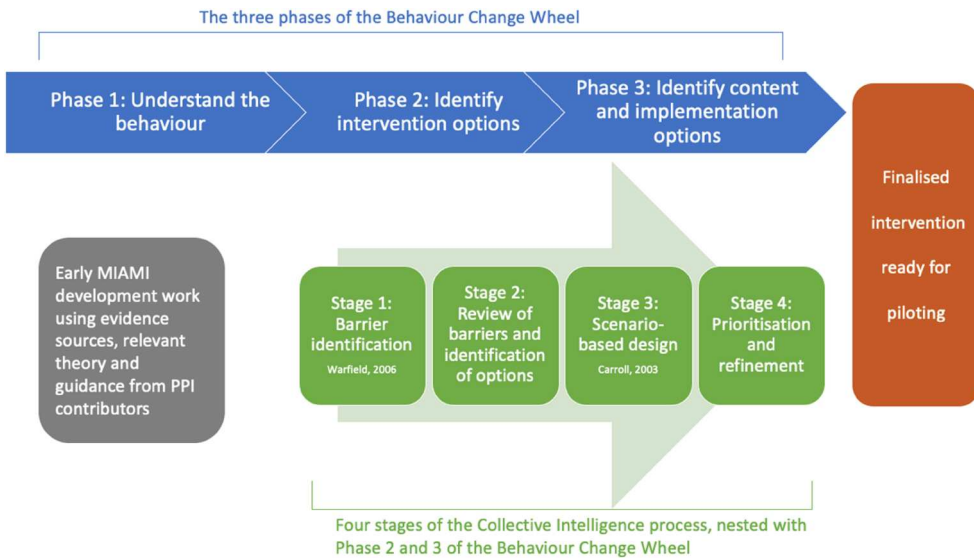 The three phases of the Behaviour Change Wheel
Phase 1: Understand the
behaviour
Phase 2: Identify
intervention options
Phase 3: Identify content
and implementation
options
Finalised
intervention
ready for
piloting
Early MIAMI
development work
using evidence
sources, relevant
theory and
guidance from PPI
contributors
Stage 1:
Barrier
identification
Warfield, 2006
Stage 2:
Review of
barriers and
identification
of options
Stage 3:
Scenario-
based design
Carroll, 2003
Stage 4:
Prioritisation
and
refinement
Four stages of the Collective Intelligence process, nested with
Phase 2 and 3 of the Behaviour Change Wheel